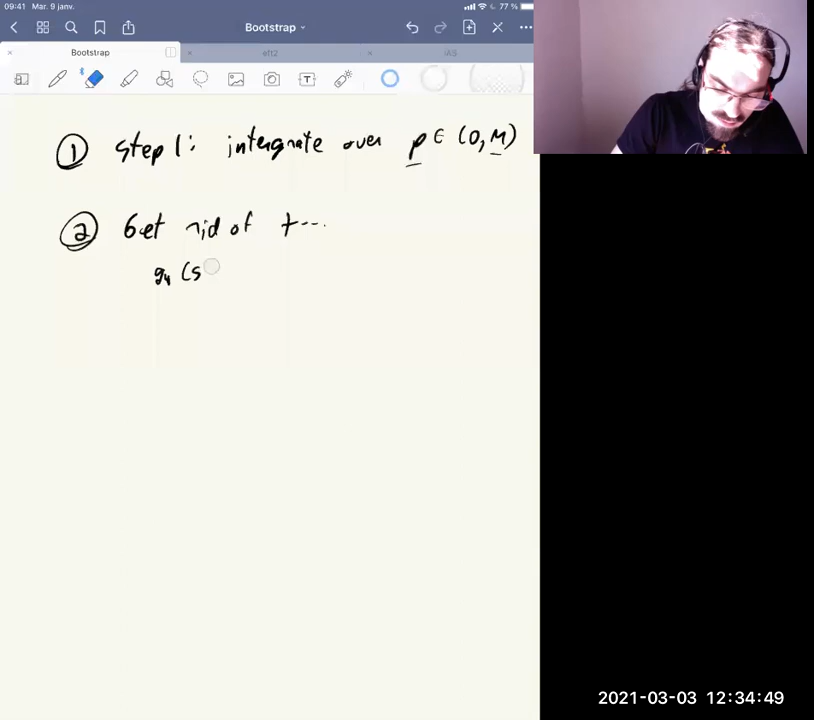 09:41 Mar. 9 janv.
77 %
Bootstrap
Bootstrap
eft2
IAS
① Step 1: intergrate over p ∈ (0, M)
② Get rid of t...
g₄ (s
2021-03-03 12:34:49